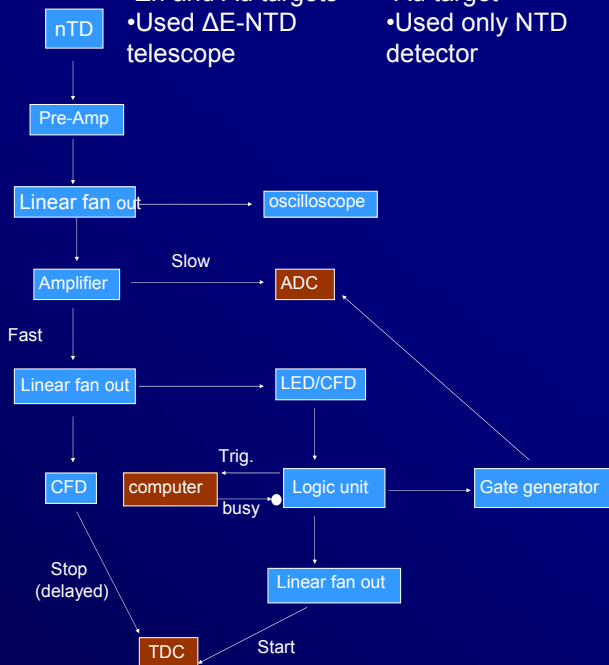 nTD
•Used ΔE-NTD
telescope
•Used only NTD
detector
Pre-Amp
Linear fan out
oscilloscope
Slow
Amplifier
ADC
Fast
Linear fan out
LED/CFD
Trig.
CFD
computer
Logic unit
Gate generator
busy
Stop
(delayed)
Linear fan out
TDC
Start